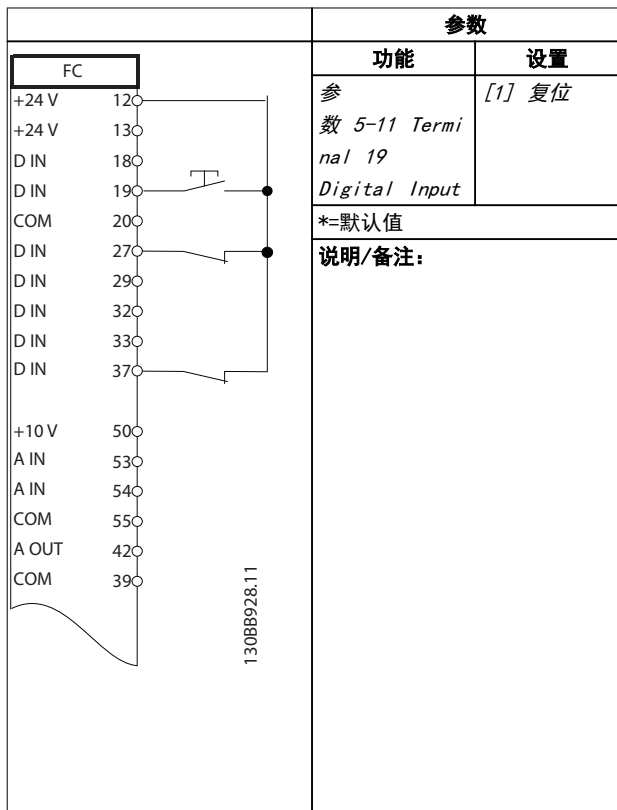 参数
功能 设置
参
数 5-11 Termi
nal 19
Digital Input
[1] 复位
*=默认值
说明/备注：
FC
+24 V 12
+24 V 13
D IN 18
D IN 19
COM 20
D IN 27
D IN 29
D IN 32
D IN 33
D IN 37
+10 V 50
A IN 53
A IN 54
COM 55
A OUT 42
COM 39
130BB928.11